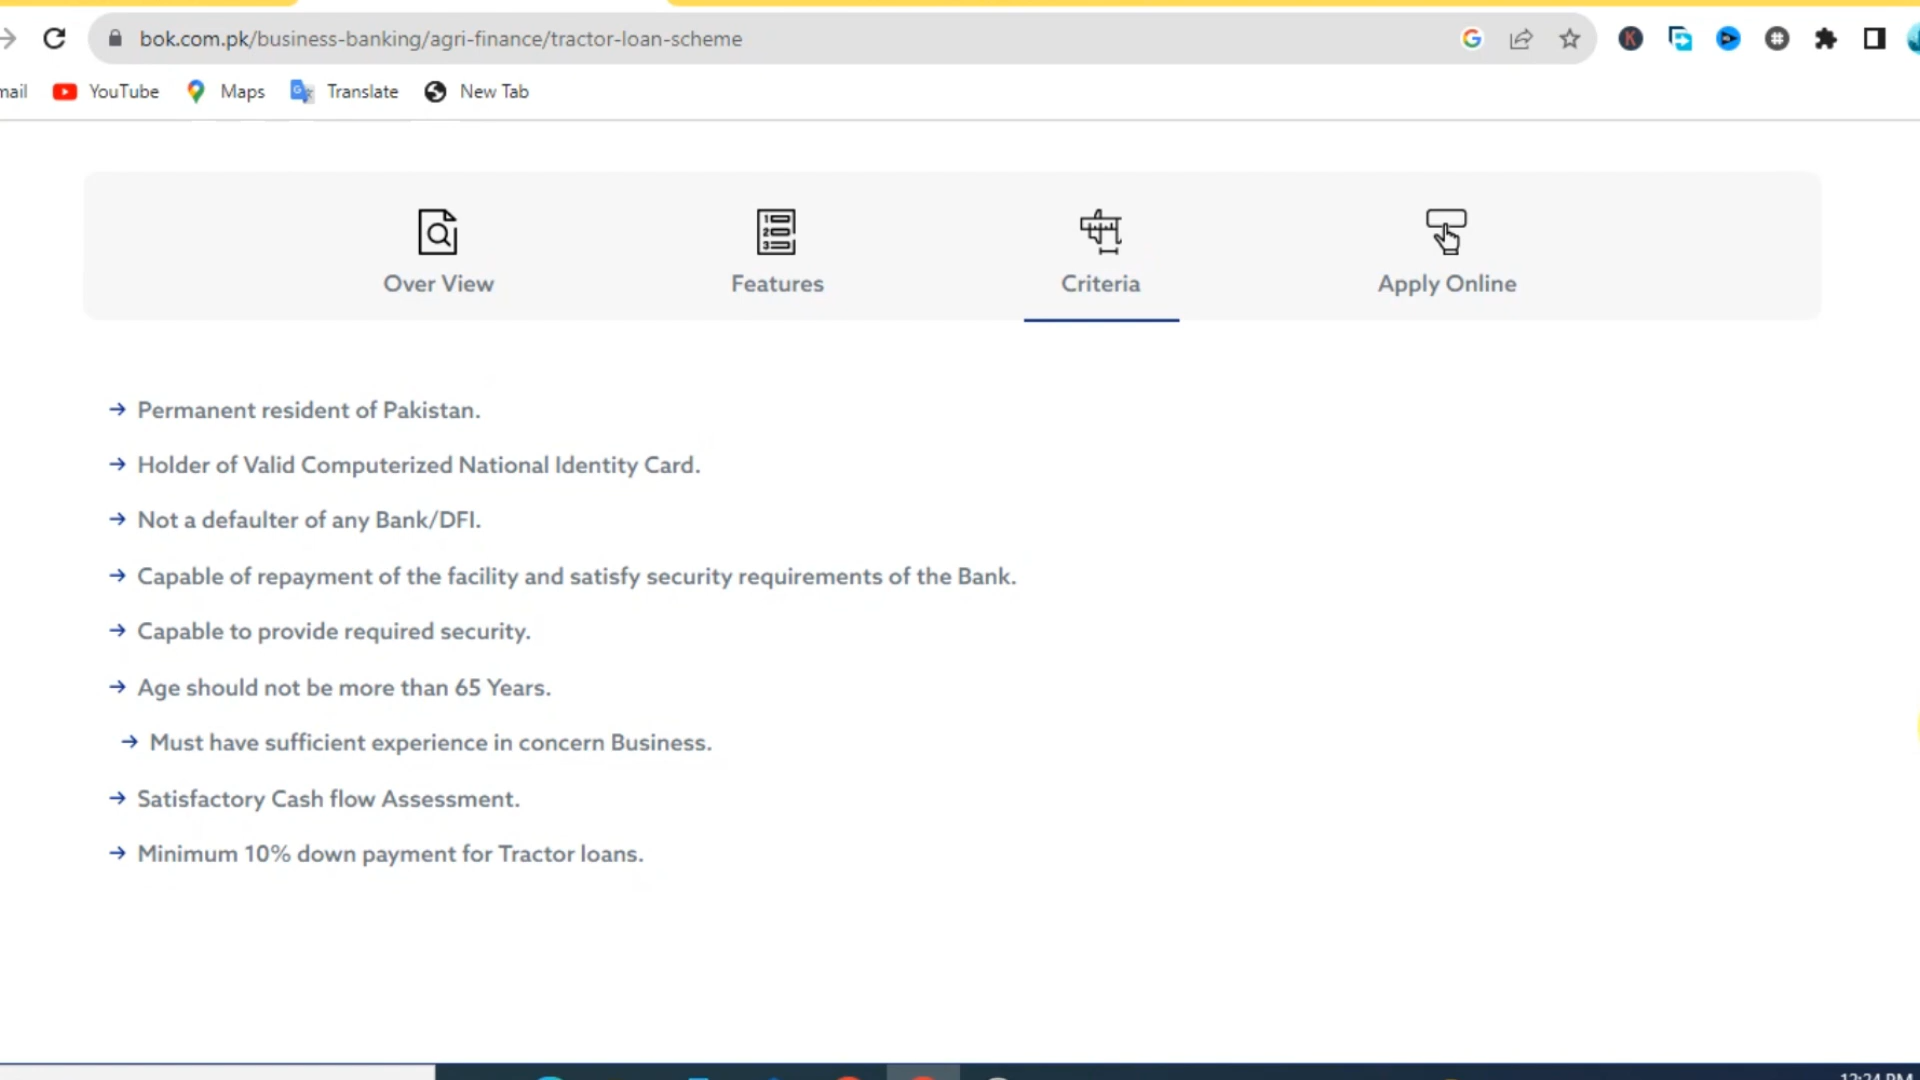 bok.com.pk/business-banking/agri-finance/tractor-loan-scheme
mail YouTube Maps Translate New Tab
Over View Features Criteria Apply Online
Permanent resident of Pakistan.
Holder of Valid Computerized National Identity Card.
Not a defaulter of any Bank/DFI.
Capable of repayment of the facility and satisfy security requirements of the Bank.
Capable to provide required security.
Age should not be more than 65 Years.
Must have sufficient experience in concern Business.
Satisfactory Cash flow Assessment.
Minimum 10% down payment for Tractor loans.